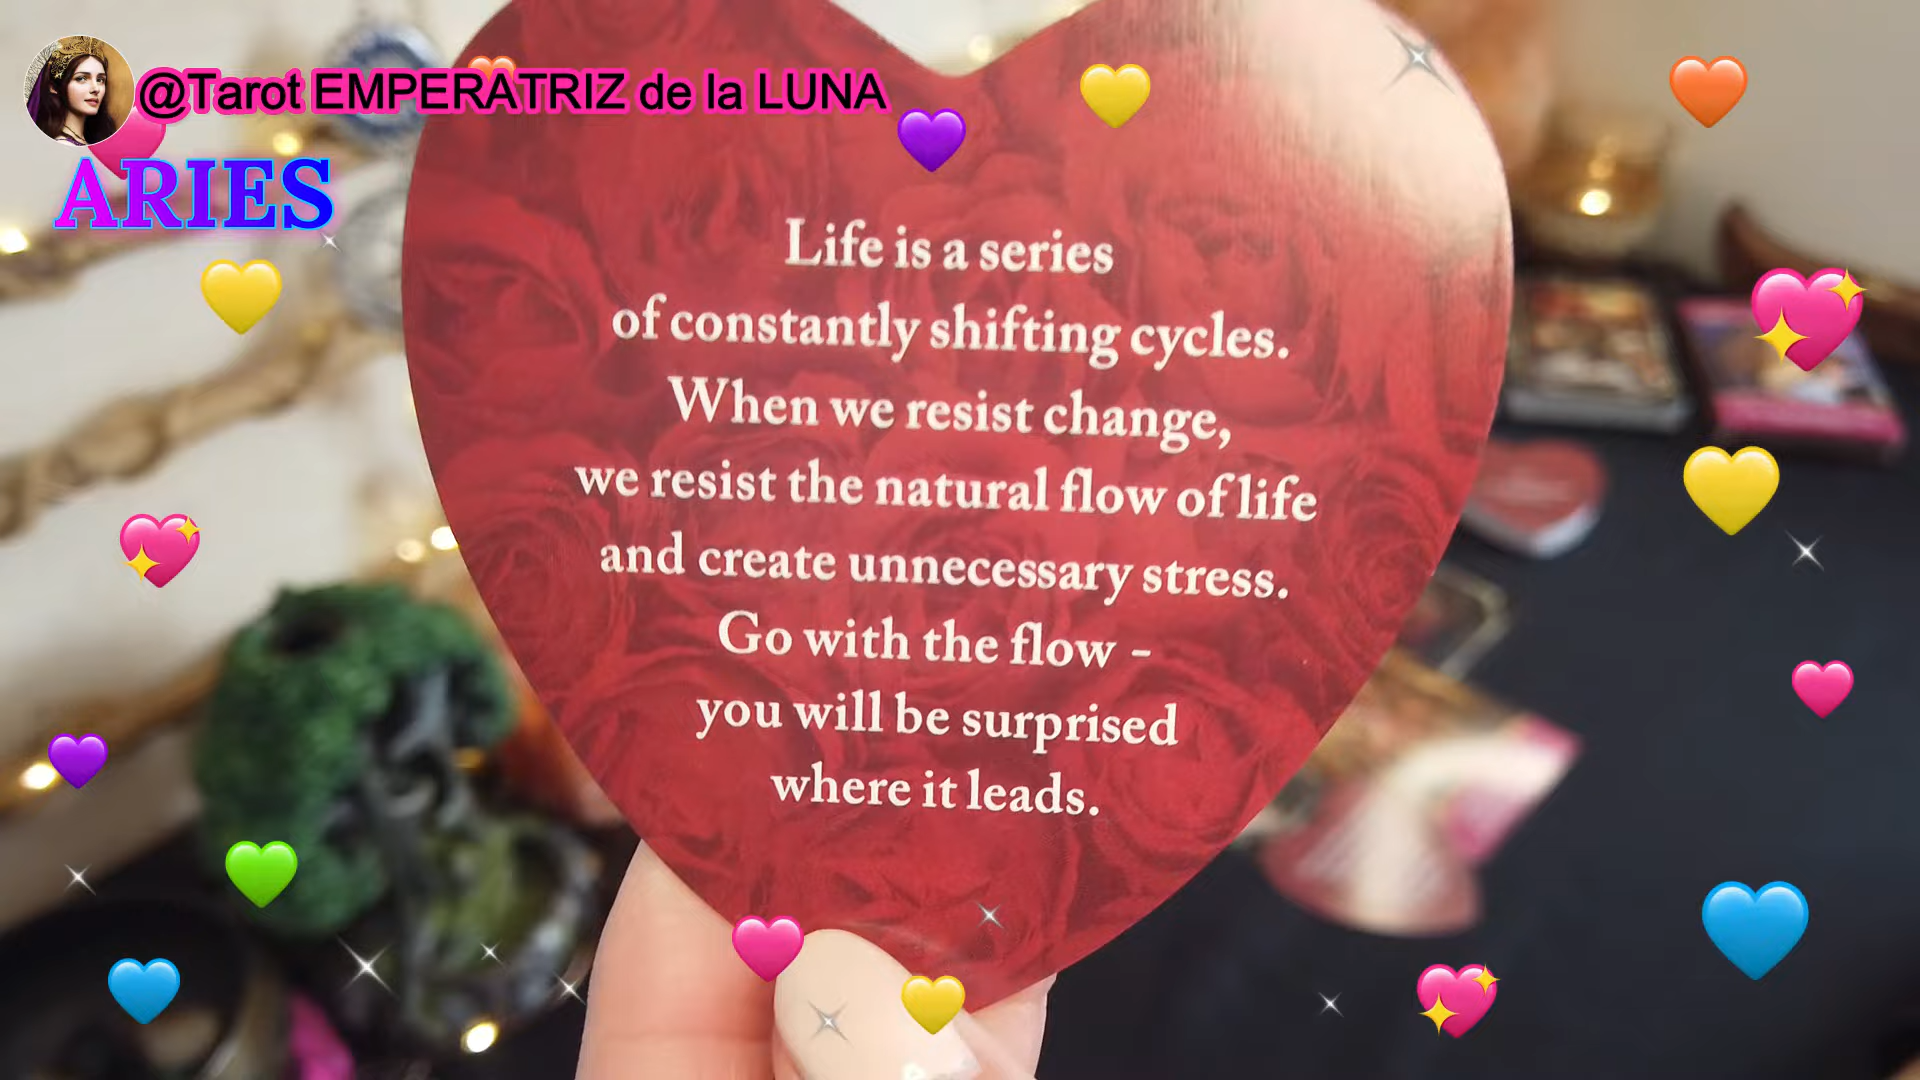 @Tarot EMPERATRIZ de la LUNA
ARIES
Life is a series
of constantly shifting cycles.
When we resist change,
we resist the natural flow of life
and create unnecessary stress.
Go with the flow -
you will be surprised
where it leads.